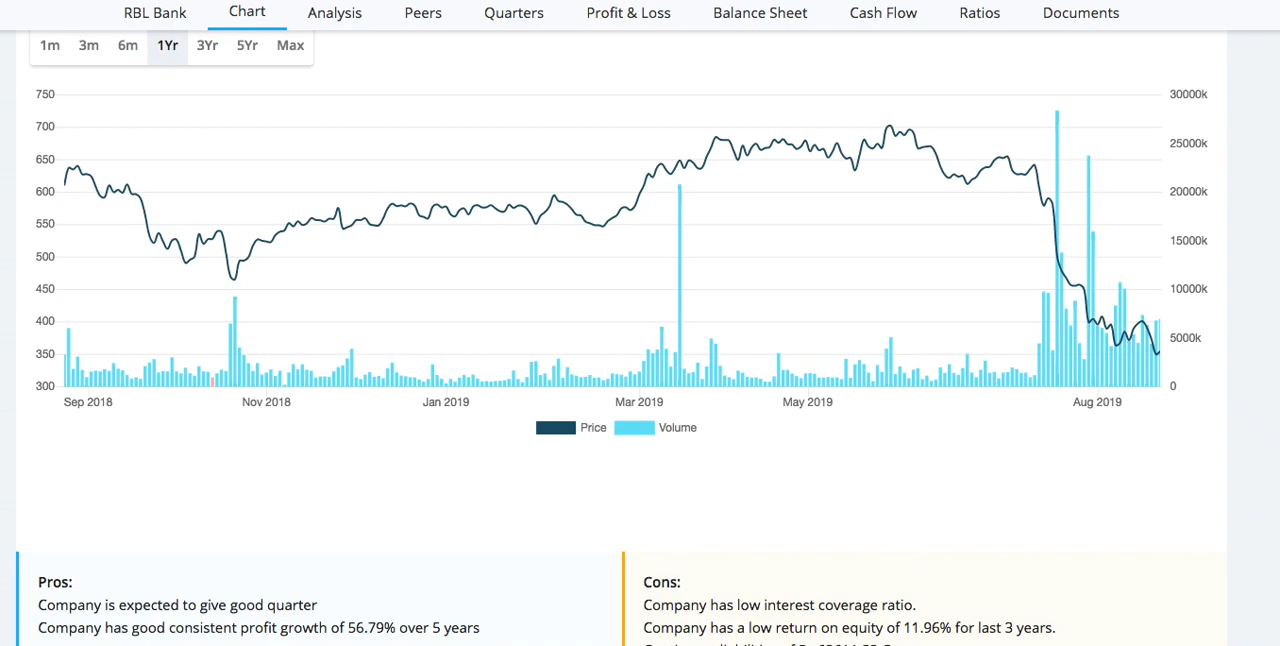 RBL Bank Chart Analysis Peers Quarters Profit & Loss Balance Sheet Cash Flow Ratios Documents
1m 3m 6m 1Yr 3Yr 5Yr Max
750 30000k
700 25000k
650
600 20000k
550 15000k
500
450 10000k
400 5000k
350
300 0
Sep 2018 Nov 2018 Jan 2019 Mar 2019 May 2019 Aug 2019
Price Volume
Pros:
Company is expected to give good quarter
Company has good consistent profit growth of 56.79% over 5 years
Cons:
Company has low interest coverage ratio.
Company has a low return on equity of 11.96% for last 3 years.